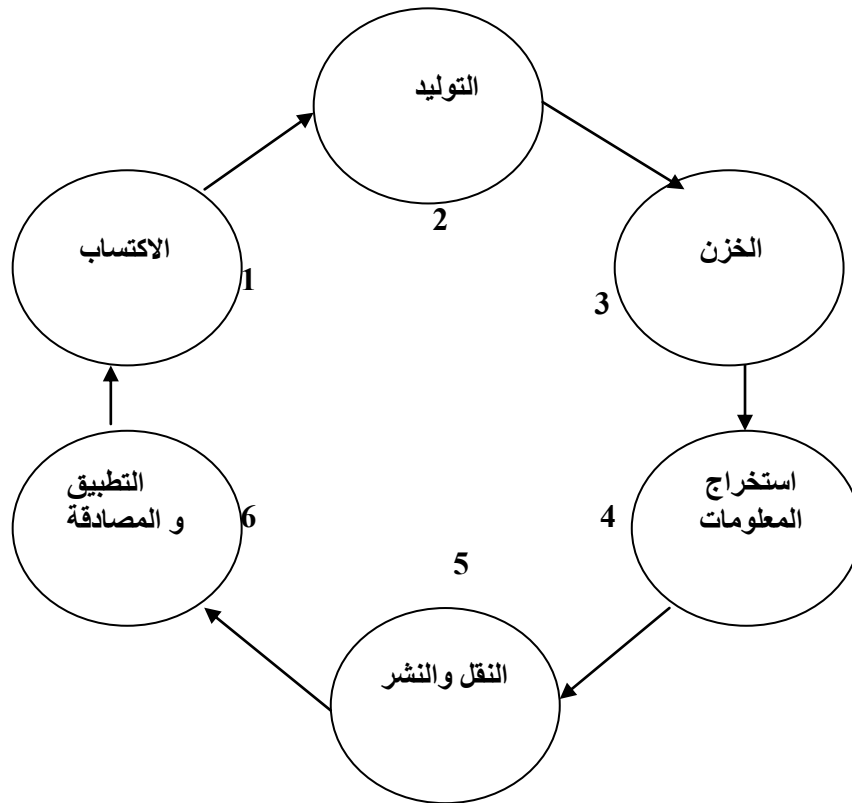 التوليد
2
الاكتساب
1
الخزن
3
استخراج
المعلومات
4
التطبيق
و المصادقة
6
5
النقل والنشر